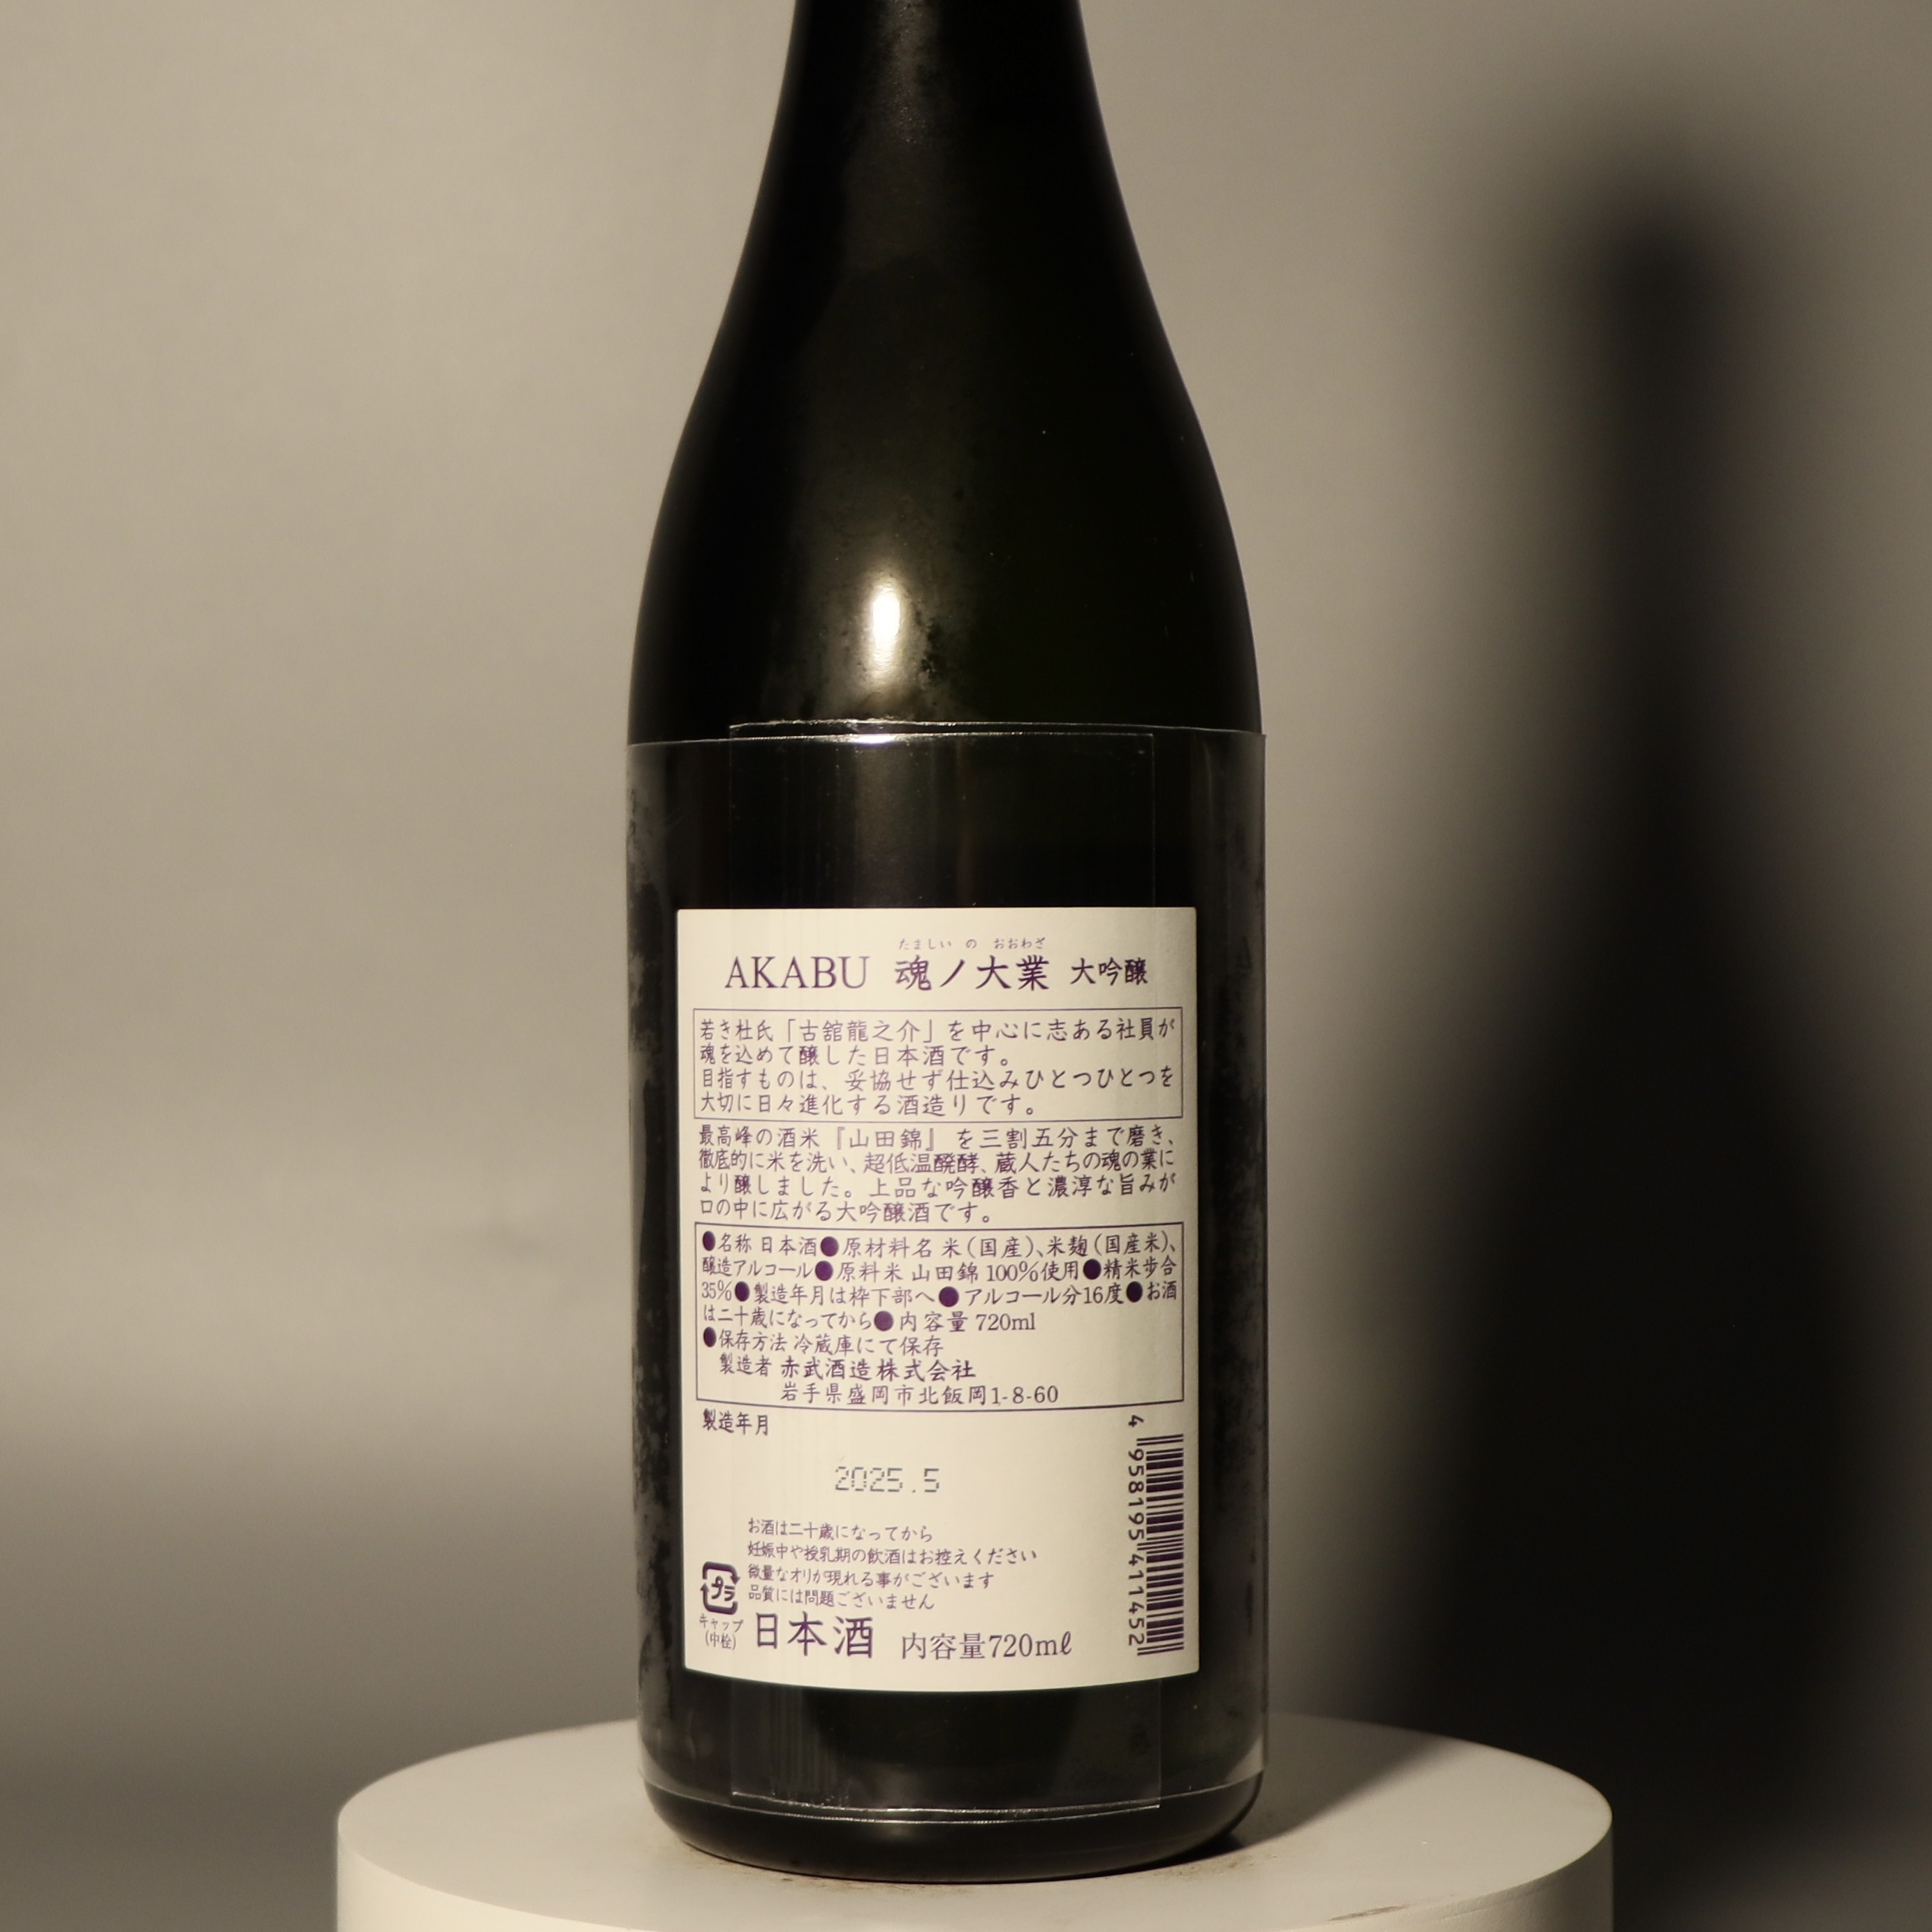 たましい の おおわざ
AKABU 魂ノ大業 大吟醸
若き杜氏「古舘龍之介」を中心に志ある社員が
魂を込めて醸した日本酒です。
目指すものは、妥協せず仕込みひとつひとつを
大切に日々進化する酒造りです。
最高峰の酒米『山田錦』を三割五分まで磨き、
徹底的に米を洗い、超低温醗酵、蔵人たちの魂の業に
より醸しました。上品な吟醸香と濃淳な旨みが
口の中に広がる大吟醸酒です。
●名称 日本酒●原材料名 米(国産)、米麹(国産米)、
醸造アルコール●原料米 山田錦100%使用●精米歩合
35%●製造年月は枠下部へ●アルコール分16度●お酒
は二十歳になってから●内容量 720ml
●保存方法 冷蔵庫にて保存
製造者 赤武酒造株式会社
岩手県盛岡市北飯岡1-8-60
製造年月
2025.5
お酒は二十歳になってから
妊娠中や授乳期の飲酒はお控えください
微量なオリが現れる事がございます
品質には問題ございません
プラ
キャップ
(中栓)
日本酒 内容量720mℓ
4 958195 411452